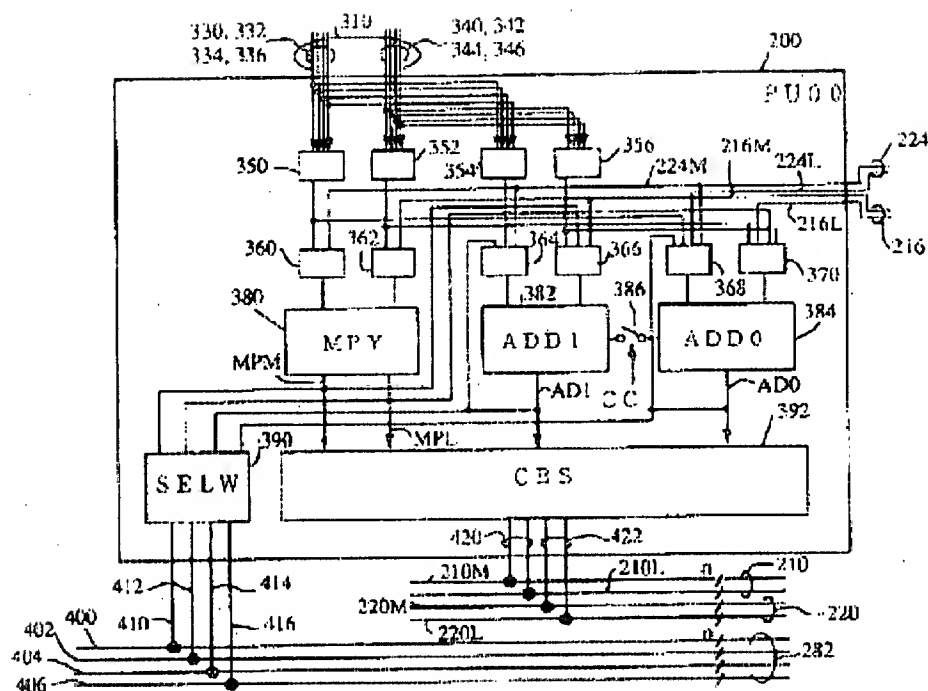 330, 332 310 340, 342
334, 336 344, 346
200
PU00
224
350 352 354 356 216M 224L
224M
216L
216
360 362 364 366 368 370
380 382 386 384
MPY ADD1 ADD0
MPM AD1 CC AD0
392
390 MPL
SELW CBS
420 422
412 414 210M 210L n 210
410 416 220M 220
400 220L n
402 282
404
406